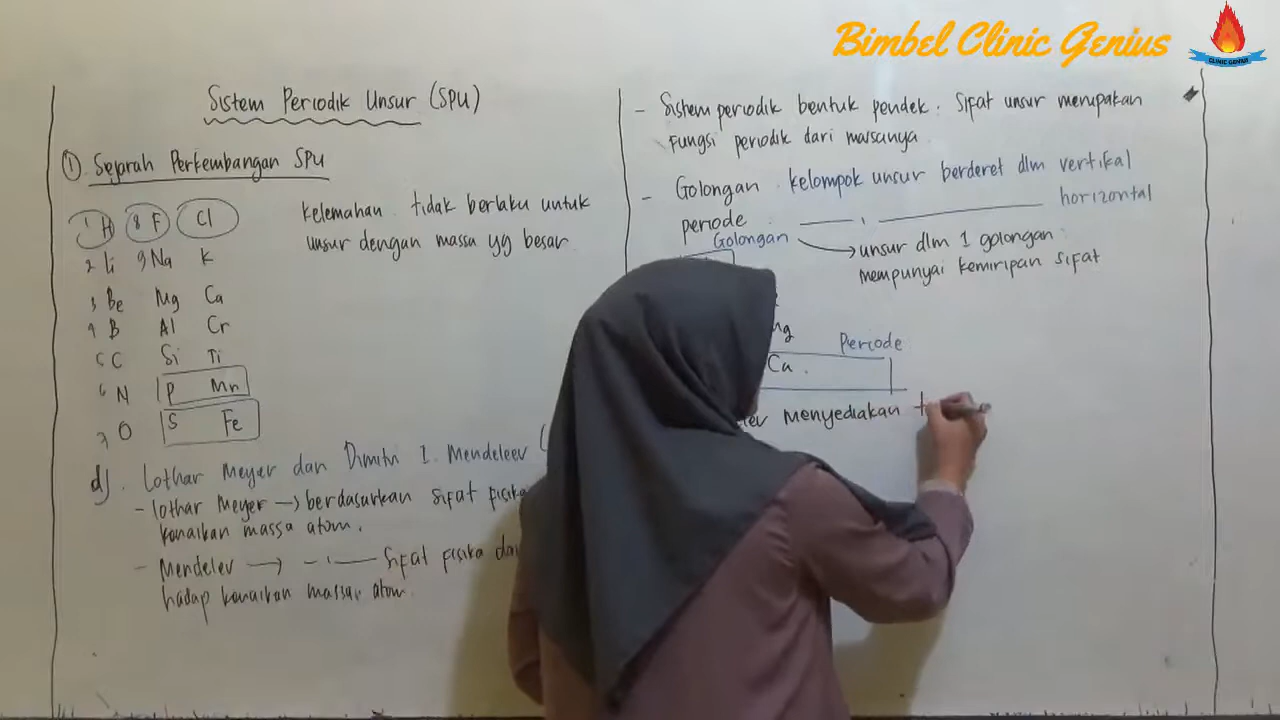 Bimbel Clinic Genius
CLINIC GENIUS
Sistem Periodik Unsur (SPU)
① Sejarah Perkembangan SPU
1 H 8 F Cl
2 Li 9 Na K
3 Be Mg Ca
4 B Al Cr
5 C Si Ti
6 N P Mn
7 O S Fe
Kelemahan : tidak berlaku untuk
unsur dengan massa yg besar
d). Lothar Meyer dan Dimitri I. Mendeleev (
- Lothar Meyer → berdasarkan sifat fisika
kenaikan massa atom.
- Mendelev → - " - sifat fisika dan
hadap kenaikan massa atom.
- Sistem periodik bentuk pendek : Sifat unsur merupakan
fungsi periodik dari massanya
- Golongan : kelompok unsur berderet dlm vertikal
periode : - " - horizontal
Golongan → unsur dlm 1 golongan :
mempunyai kemiripan sifat
Mg Periode
Ca
menyediakan